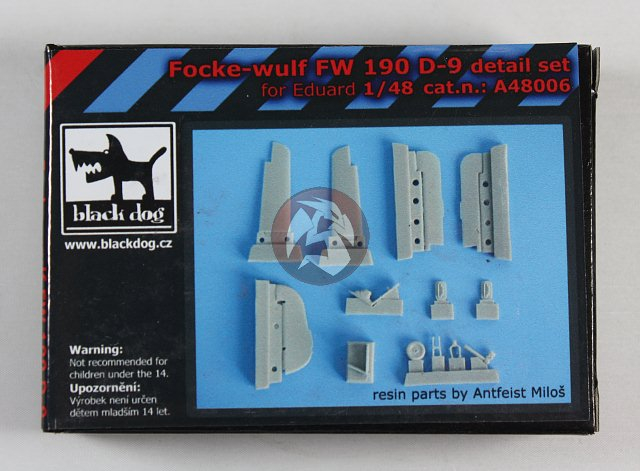 Focke-wulf FW 190 D-9 detail set
for Eduard 1/48 cat.n.: A48006
black dog
www.blackdog.cz
Warning:
Not recommended for
children under the 14.
Upozornění:
Výrobek není určen
dětem mladším 14 let.
resin parts by Antfeist Miloš